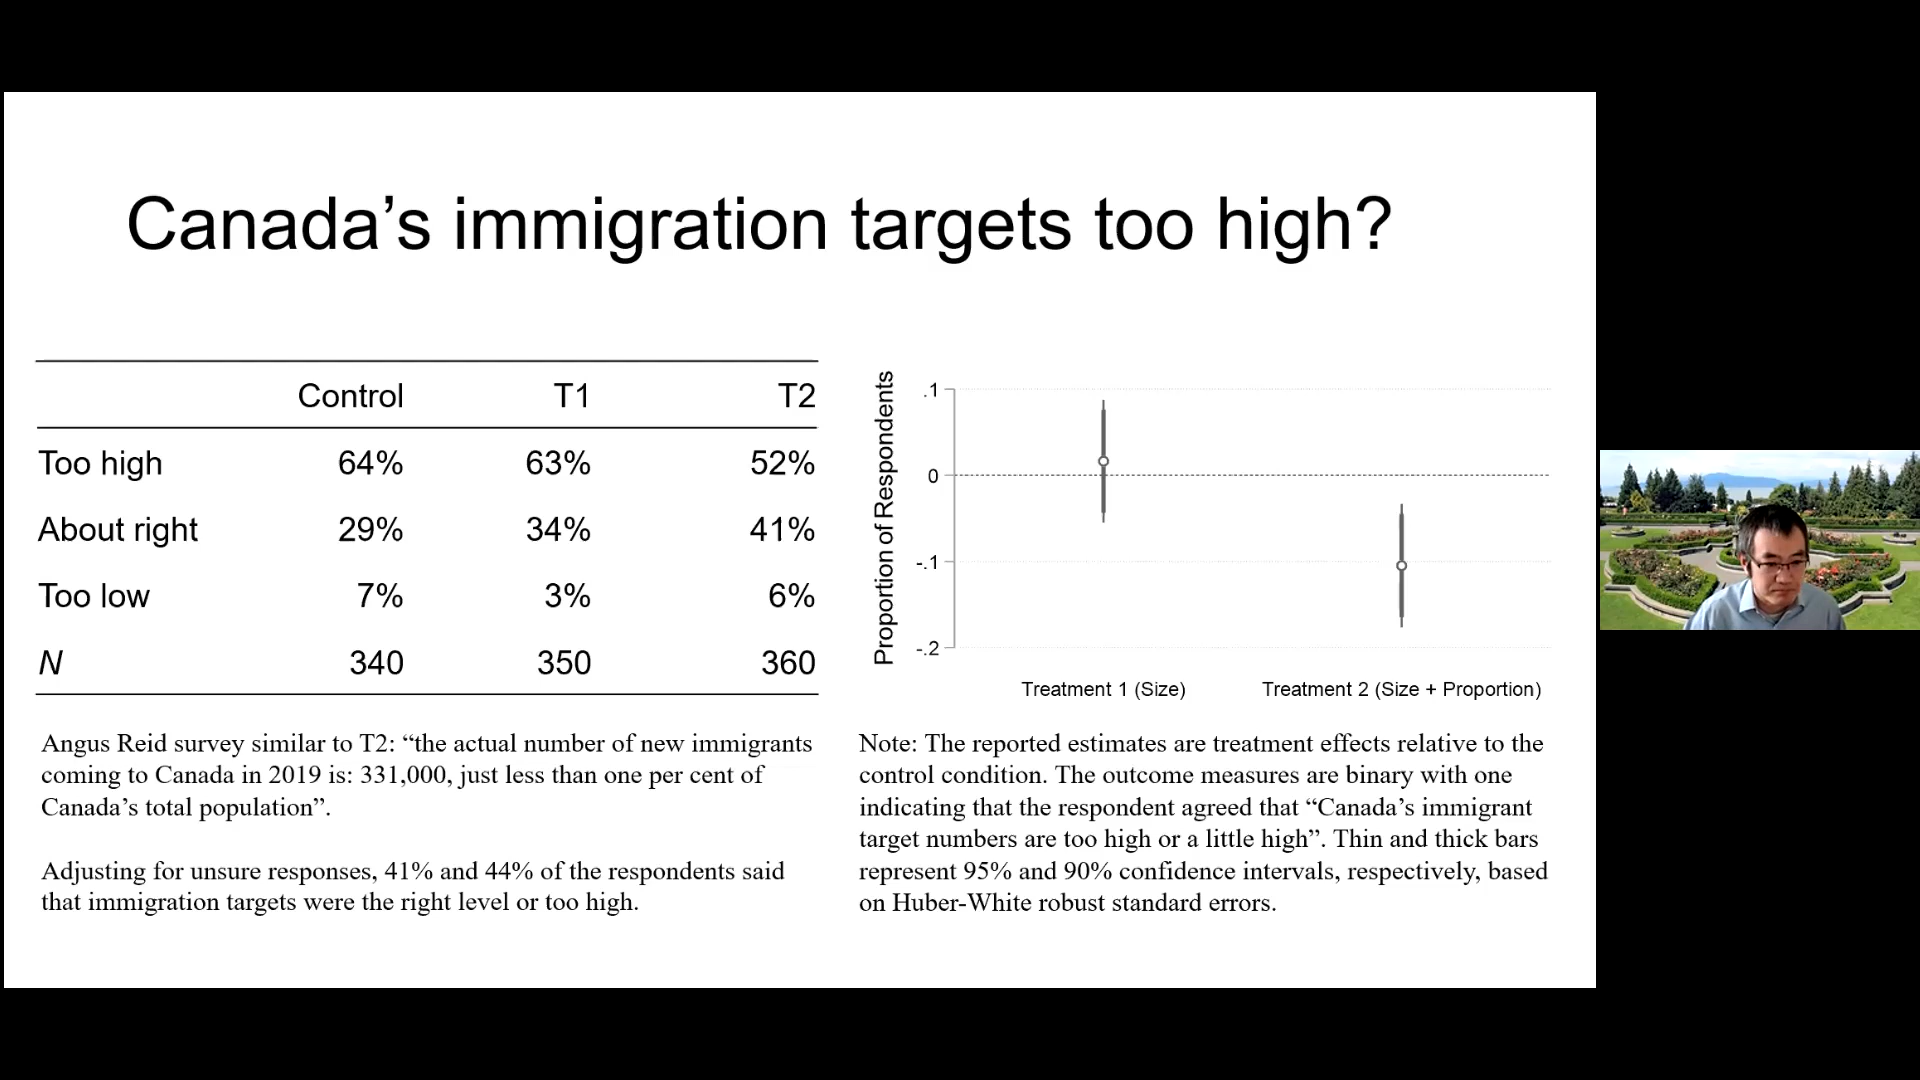 Canada’s immigration targets too high?
Control T1 T2
Too high 64% 63% 52%
About right 29% 34% 41%
Too low 7% 3% 6%
N 340 350 360
Angus Reid survey similar to T2: “the actual number of new immigrants
coming to Canada in 2019 is: 331,000, just less than one per cent of
Canada’s total population”.
Adjusting for unsure responses, 41% and 44% of the respondents said
that immigration targets were the right level or too high.
Proportion of Respondents
.1
0
-.1
-.2
Treatment 1 (Size) Treatment 2 (Size + Proportion)
Note: The reported estimates are treatment effects relative to the
control condition. The outcome measures are binary with one
indicating that the respondent agreed that “Canada’s immigrant
target numbers are too high or a little high”. Thin and thick bars
represent 95% and 90% confidence intervals, respectively, based
on Huber-White robust standard errors.